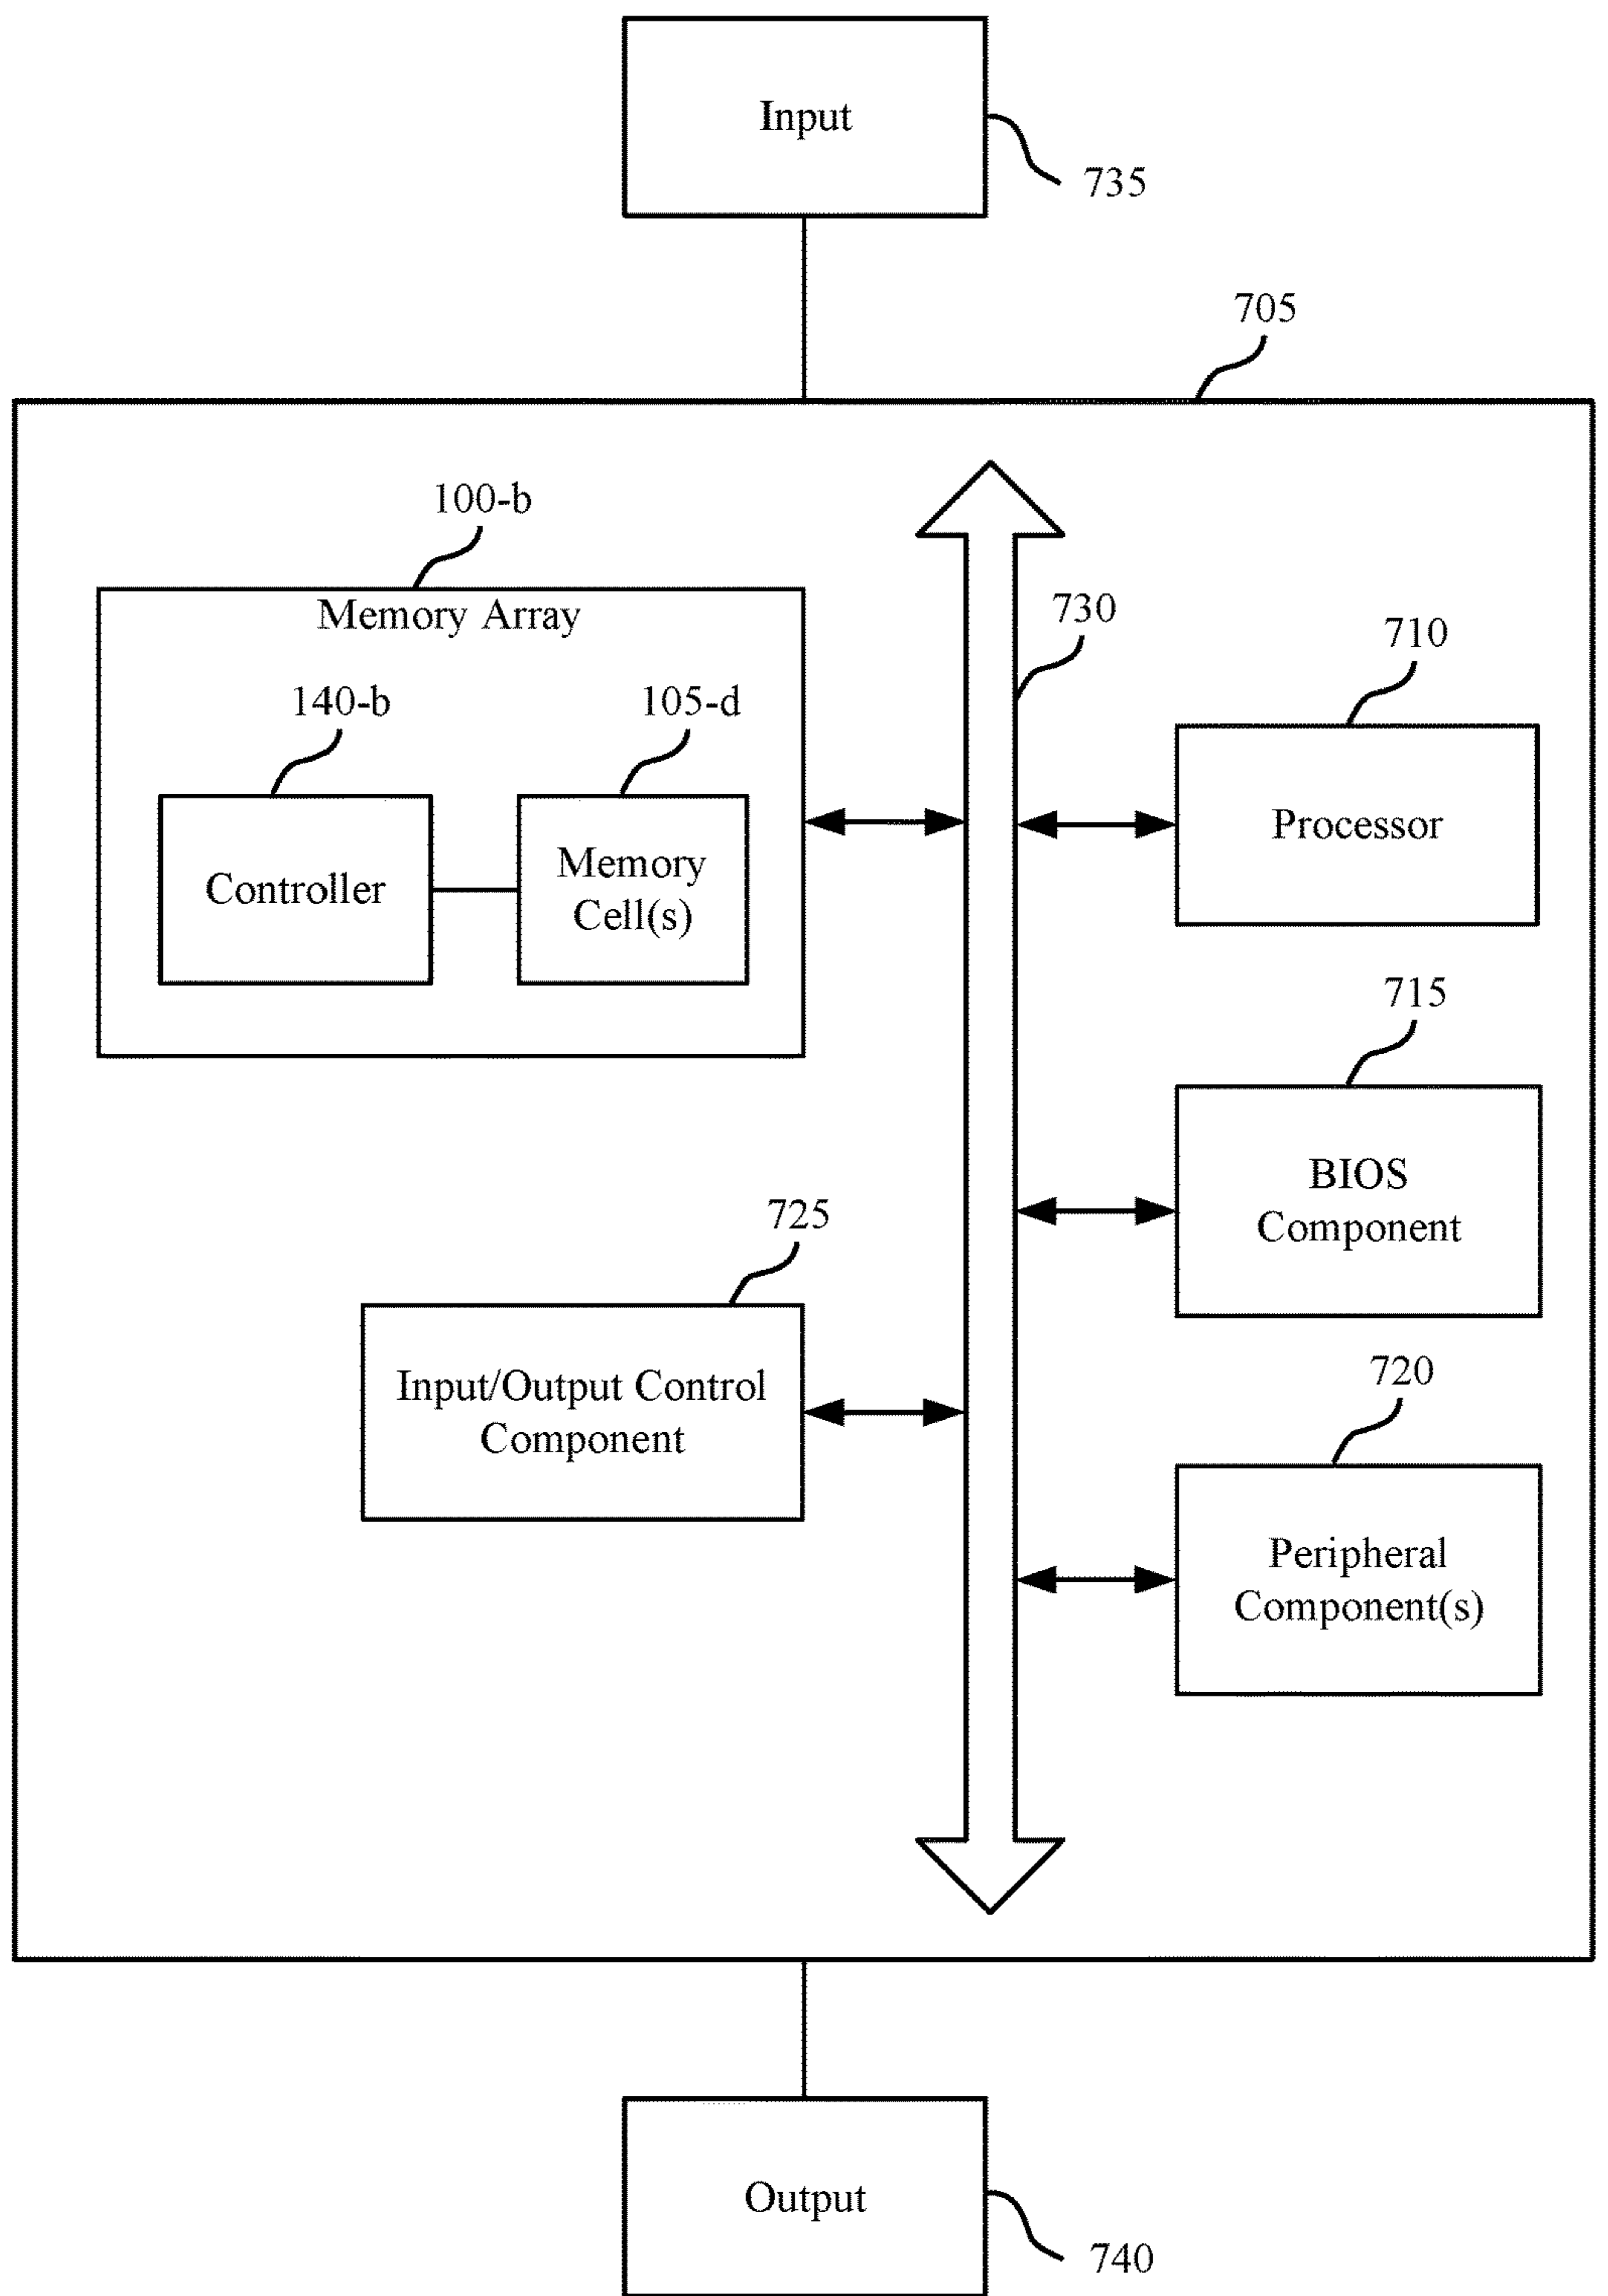 Input
735
705
100-b
Memory Array
730
710
140-b
105-d
Processor
Controller
Memory
Cell(s)
715
BIOS
Component
725
720
Input/Output Control
Component
Peripheral
Component(s)
Output
740